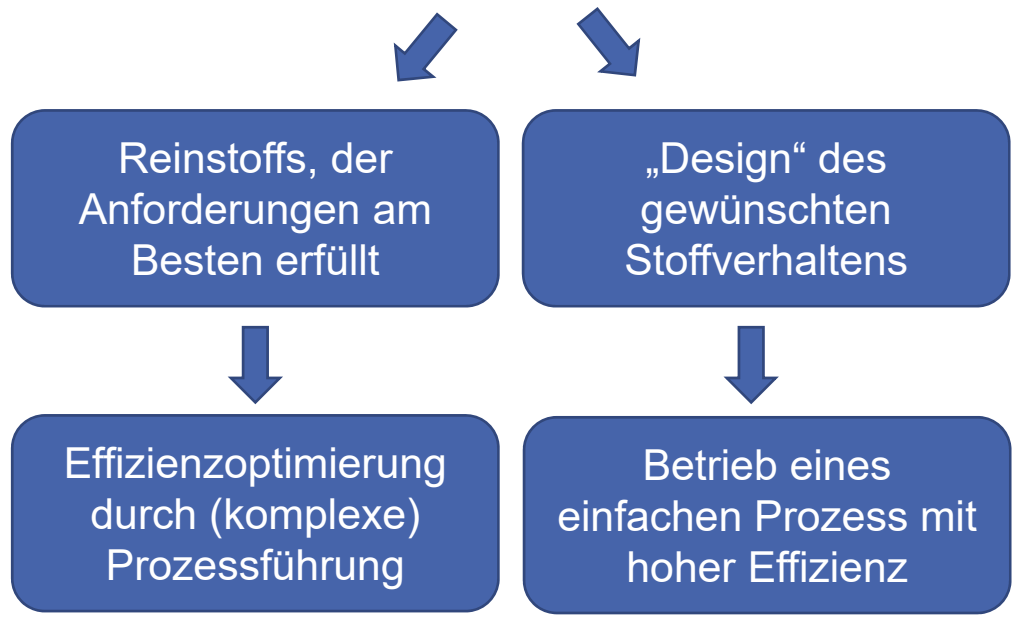 Reinstoffs, der
Anforderungen am
Besten erfüllt
„Design“ des
gewünschten
Stoffverhaltens
Effizienzoptimierung
durch (komplexe)
Prozessführung
Betrieb eines
einfachen Prozess mit
hoher Effizienz